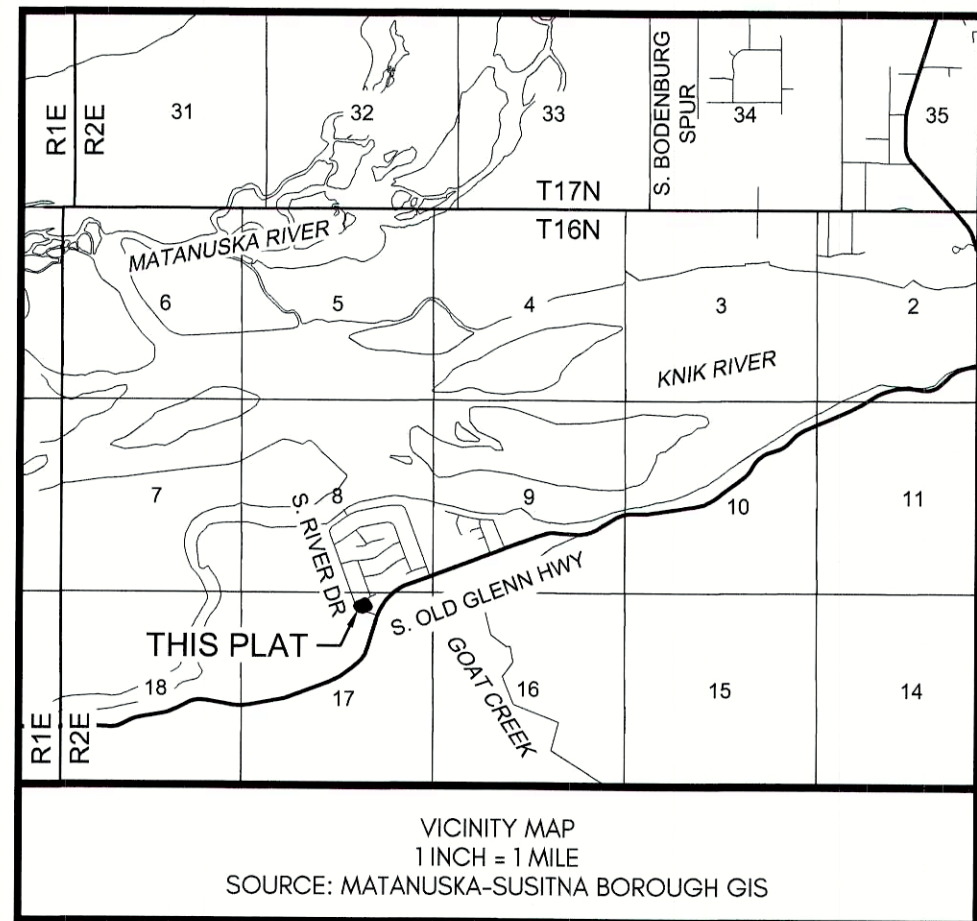 R1E
R2E
31
32
33
S. BODENBURG
SPUR
34
35
T17N
T16N
MATANUSKA RIVER
6
5
4
3
2
KNIK RIVER
7
8
9
10
11
S. RIVER DR
S. OLD GLENN HWY
THIS PLAT
GOAT CREEK
18
17
16
15
14
R1E
R2E
VICINITY MAP
1 INCH = 1 MILE
SOURCE: MATANUSKA-SUSITNA BOROUGH GIS